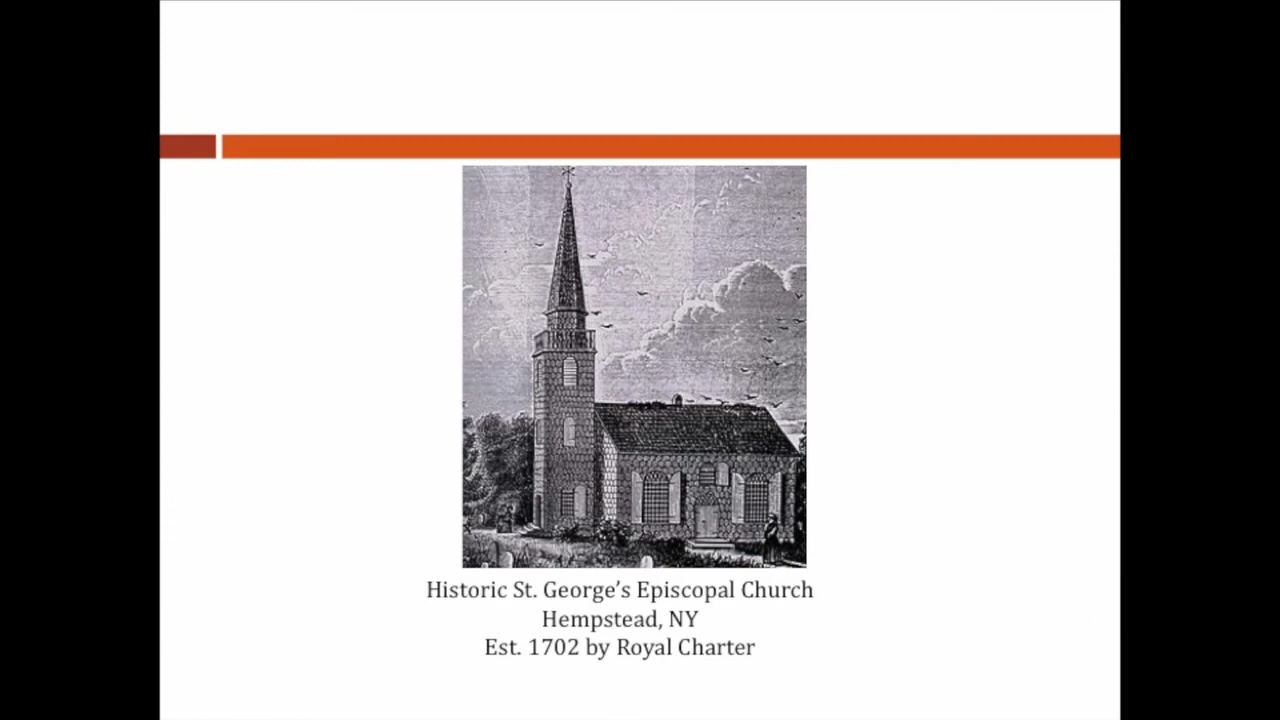 Historic St. George’s Episcopal Church
Hempstead, NY
Est. 1702 by Royal Charter